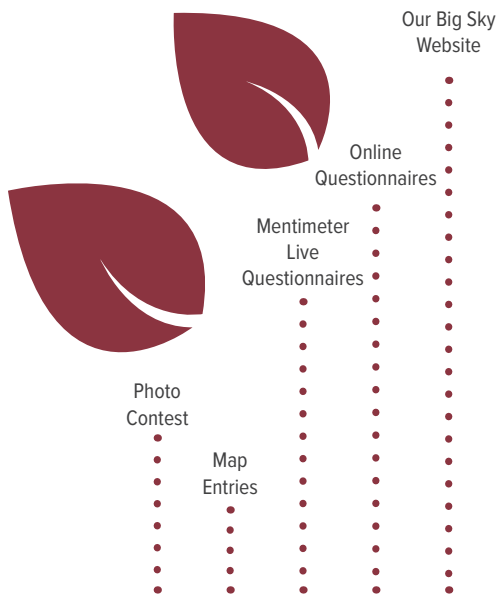 Our Big Sky
Website
Online
Questionnaires
Mentimeter
Live
Questionnaires
Photo
Contest
Map
Entries